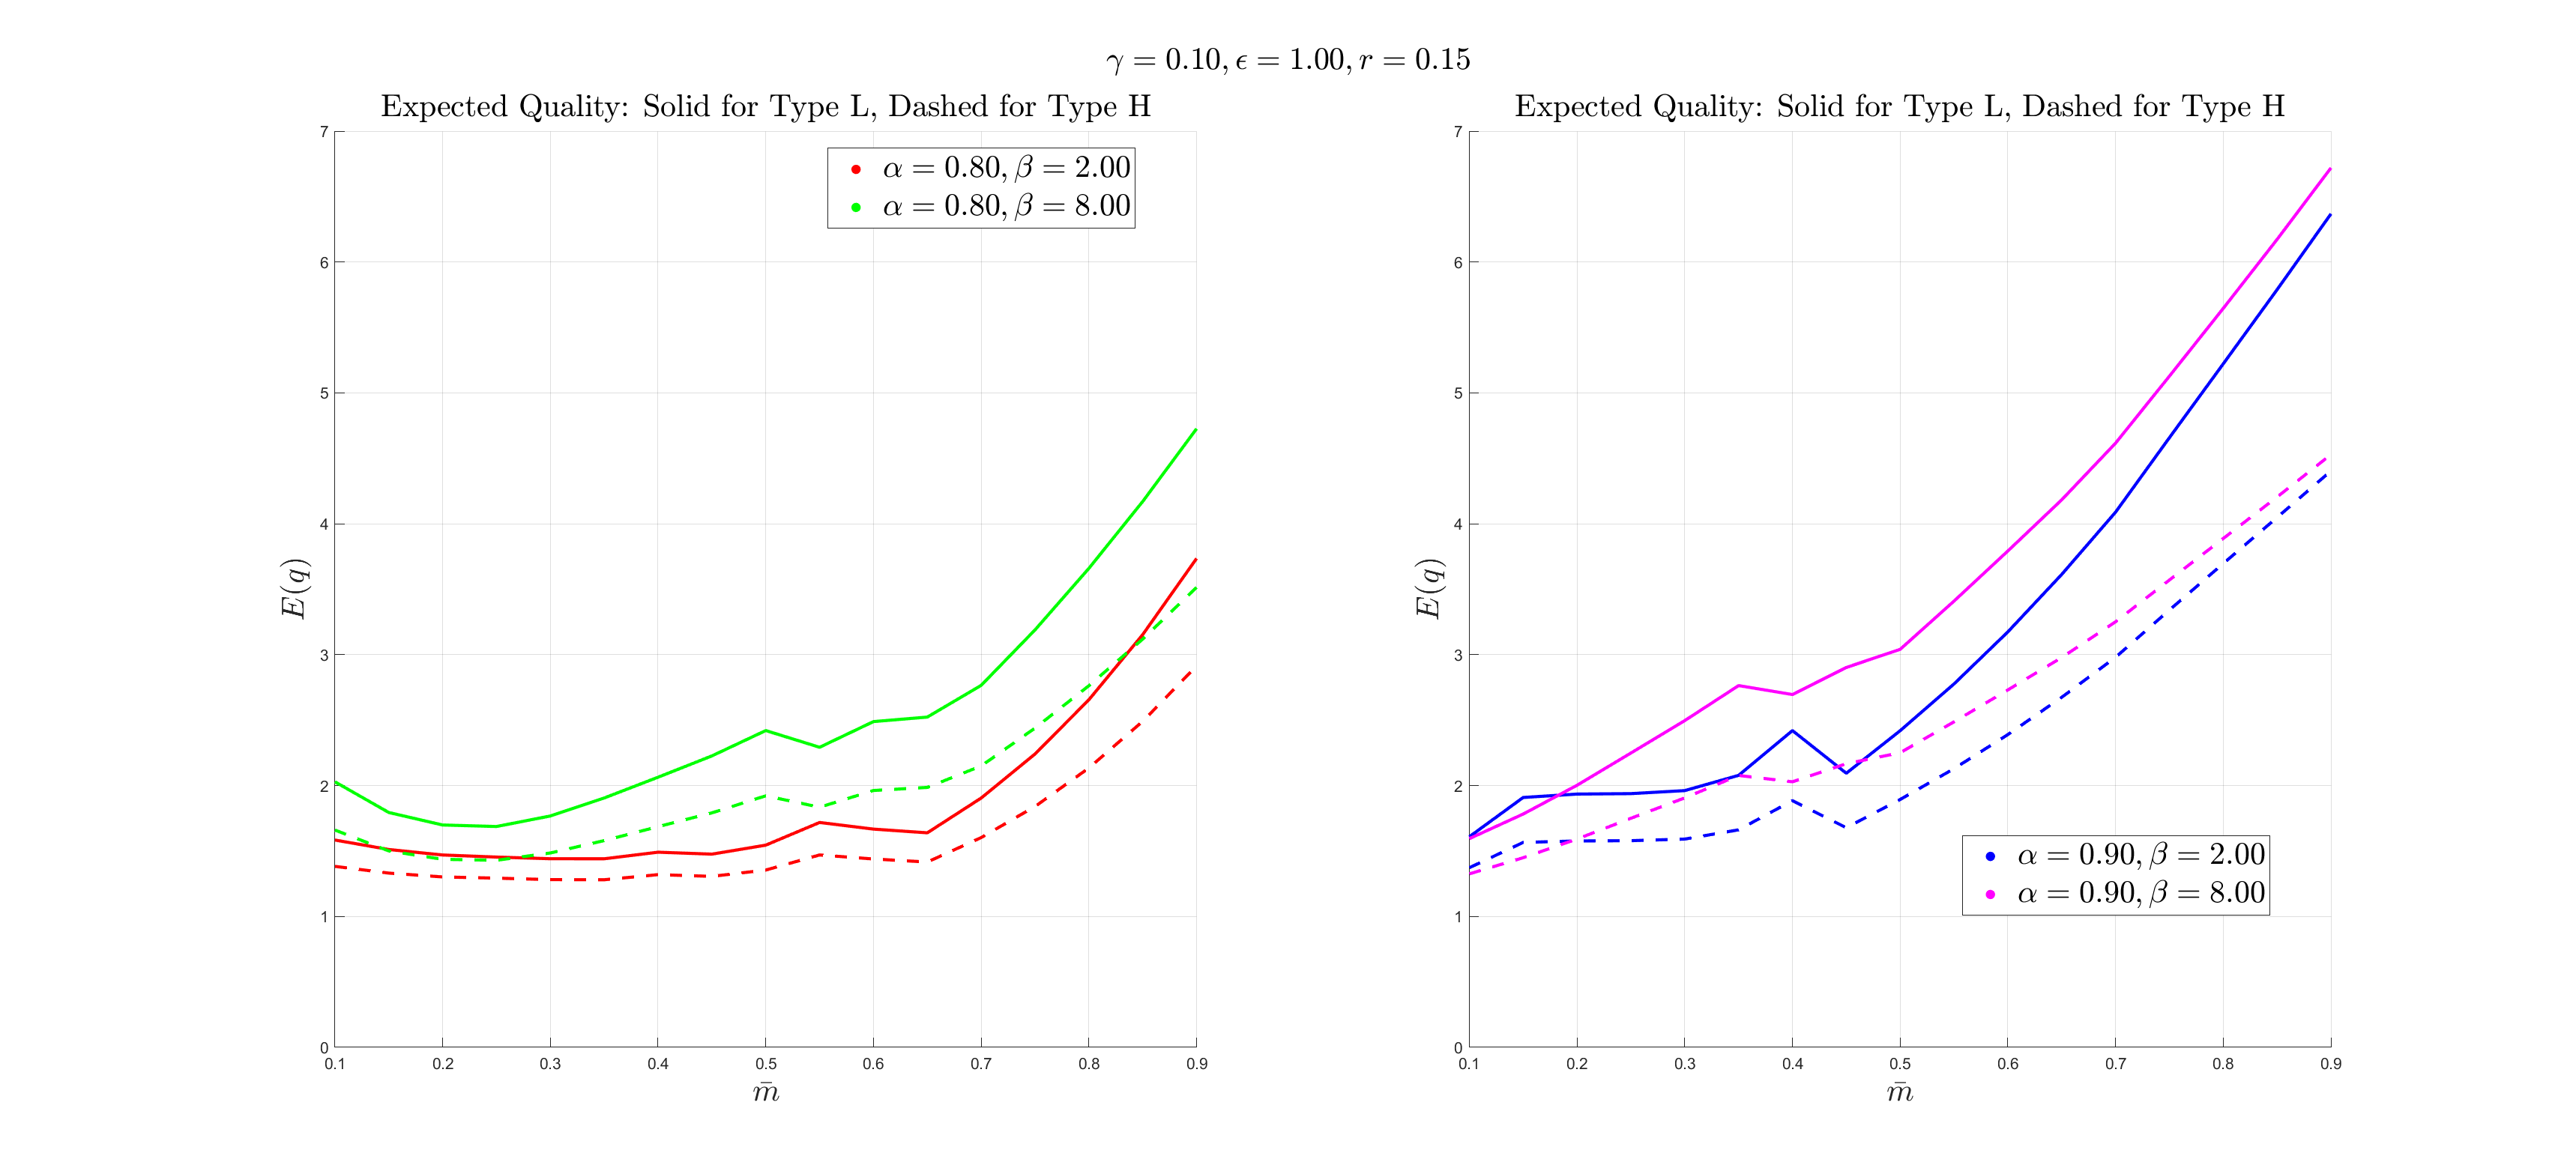 γ = 0.10, ϵ = 1.00, r = 0.15
Expected Quality: Solid for Type L, Dashed for Type H
α = 0.80, β = 2.00
α = 0.80, β = 8.00
7
6
5
4
3
2
1
0
E(q)
0.1 0.2 0.3 0.4 0.5 0.6 0.7 0.8 0.9
m̄
Expected Quality: Solid for Type L, Dashed for Type H
7
6
5
4
3
2
1
0
E(q)
α = 0.90, β = 2.00
α = 0.90, β = 8.00
0.1 0.2 0.3 0.4 0.5 0.6 0.7 0.8 0.9
m̄